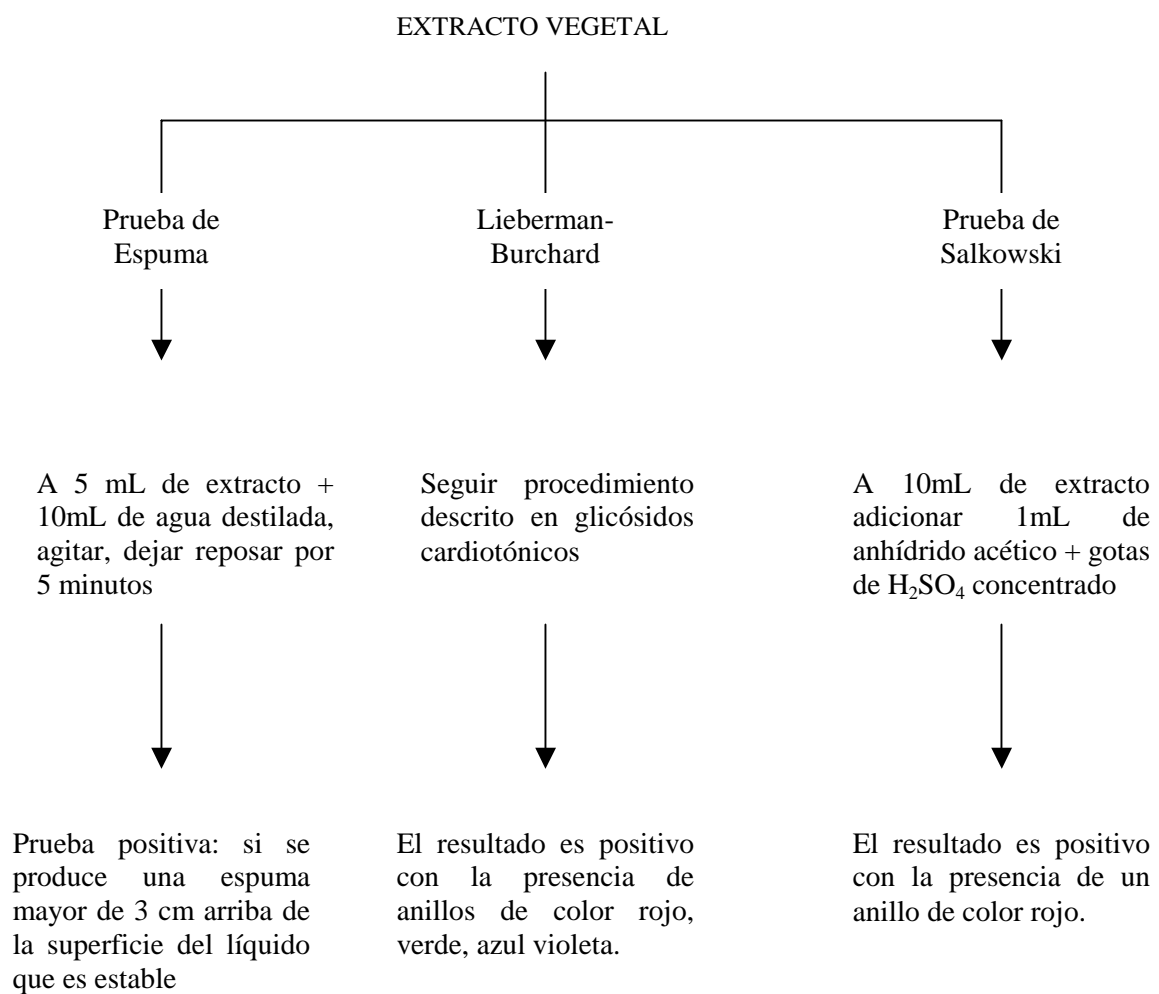 EXTRACTO VEGETAL
Prueba de
Espuma
Lieberman-
Burchard
Prueba de
Salkowski
A 5 mL de extracto +
10mL de agua destilada,
agitar, dejar reposar por
5 minutos
Seguir procedimiento
descrito en glicósidos
cardiotónicos
A 10mL de extracto
adicionar 1mL de
anhídrido acético + gotas
de H₂SO₄ concentrado
Prueba positiva: si se
produce una espuma
mayor de 3 cm arriba de
la superficie del líquido
que es estable
El resultado es positivo
con la presencia de
anillos de color rojo,
verde, azul violeta.
El resultado es positivo
con la presencia de un
anillo de color rojo.